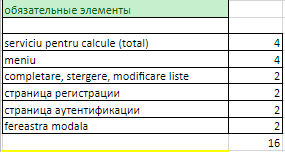 обязательные элементы
serviciu pentru calcule (total) 4
meniu 4
completare, stergere, modificare liste 2
страница регистрации 2
страница аутентификации 2
fereastra modala 2
16